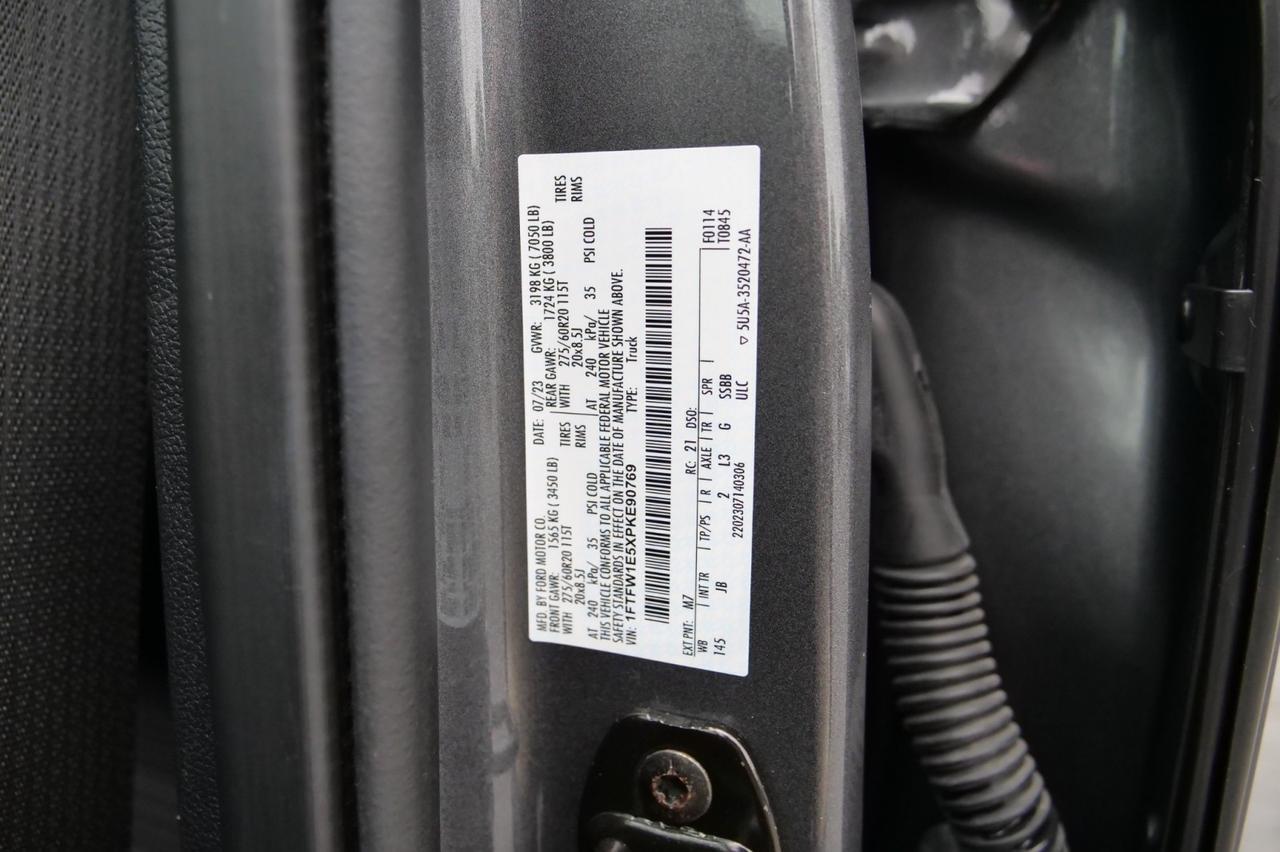 MFD. BY FORD MOTOR CO. DATE: 07/23 GVWR: 3198 KG ( 7050 LB)
FRONT GAWR: 1565 KG ( 3450 LB) REAR GAWR: 1724 KG ( 3800 LB)
WITH 275/60R20 115T TIRES WITH 275/60R20 115T TIRES
20x8.5J RIMS 20x8.5J RIMS
AT 240 kPa/ 35 PSI COLD AT 240 kPa/ 35 PSI COLD
THIS VEHICLE CONFORMS TO ALL APPLICABLE FEDERAL MOTOR VEHICLE
SAFETY STANDARDS IN EFFECT ON THE DATE OF MANUFACTURE SHOWN ABOVE.
VIN: 1FTFW1E5XPKE90769 TYPE: Truck
EXT PNT: M7 RC: 21 DSO:
WB INT TR TP/PS R AXLE TR SPR F0114
145 JB 2 L3 G SSBB T0845
2202307140306 ULC ▽ 5U5A-3520472-AA